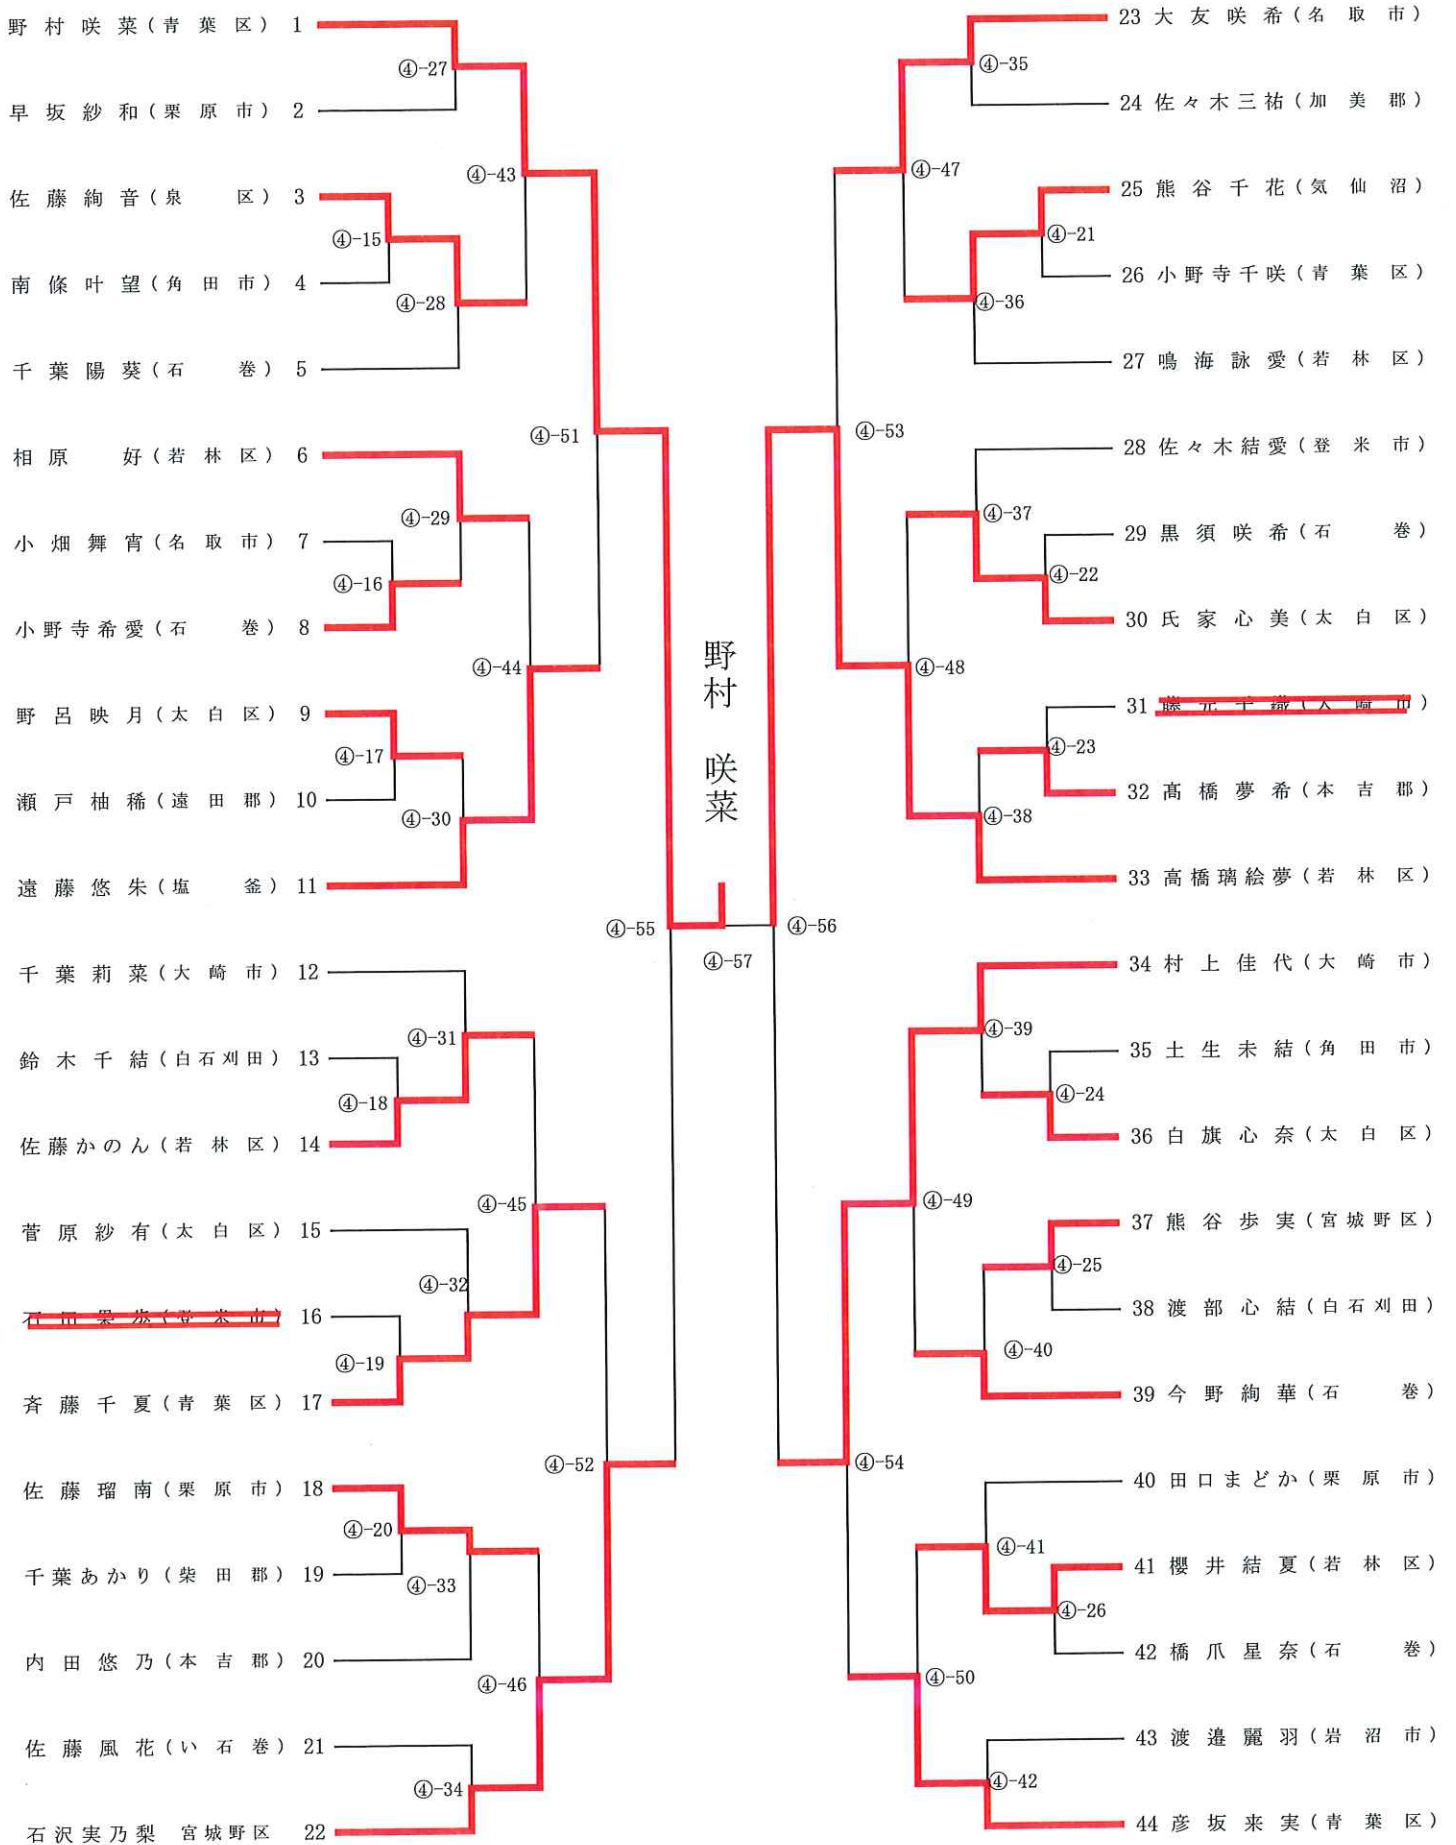 野村咲菜(青葉区) 1
④-27
早坂紗和(栗原市) 2
④-43
佐藤絢音(泉区) 3
④-15
南條叶望(角田市) 4
④-28
千葉陽葵(石巻) 5
④-51
相原好(若林区) 6
④-29
小畑舞宵(名取市) 7
④-16
小野寺希愛(石巻) 8
④-44
野呂映月(太白区) 9
④-17
瀬戸柚稀(遠田郡) 10
④-30
遠藤悠朱(塩釜) 11
④-55
千葉莉菜(大崎市) 12
④-31
鈴木千結(白石刈田) 13
④-18
佐藤かのん(若林区) 14
④-45
菅原紗有(太白区) 15
④-32
16
④-19
斉藤千夏(青葉区) 17
④-52
佐藤瑠南(栗原市) 18
④-20
千葉あかり(柴田郡) 19
④-33
内田悠乃(本吉郡) 20
④-46
佐藤風花(い石巻) 21
④-34
石沢実乃梨 宮城野区 22
野村 咲菜
④-57
23 大友咲希(名取市)
④-35
24 佐々木三祐(加美郡)
④-47
25 熊谷千花(気仙沼)
④-21
26 小野寺千咲(青葉区)
④-36
27 鳴海詠愛(若林区)
④-53
28 佐々木結愛(登米市)
④-37
29 黒須咲希(石巻)
④-22
30 氏家心美(太白区)
④-48
31
④-23
32 髙橋夢希(本吉郡)
④-38
33 高橋璃絵夢(若林区)
④-56
34 村上佳代(大崎市)
④-39
35 土生未結(角田市)
④-24
36 白旗心奈(太白区)
④-49
37 熊谷歩実(宮城野区)
④-25
38 渡部心結(白石刈田)
④-40
39 今野絢華(石巻)
④-54
40 田口まどか(栗原市)
④-41
41 櫻井結夏(若林区)
④-26
42 橋爪星奈(石巻)
④-50
43 渡邉麗羽(岩沼市)
④-42
44 彦坂来実(青葉区)